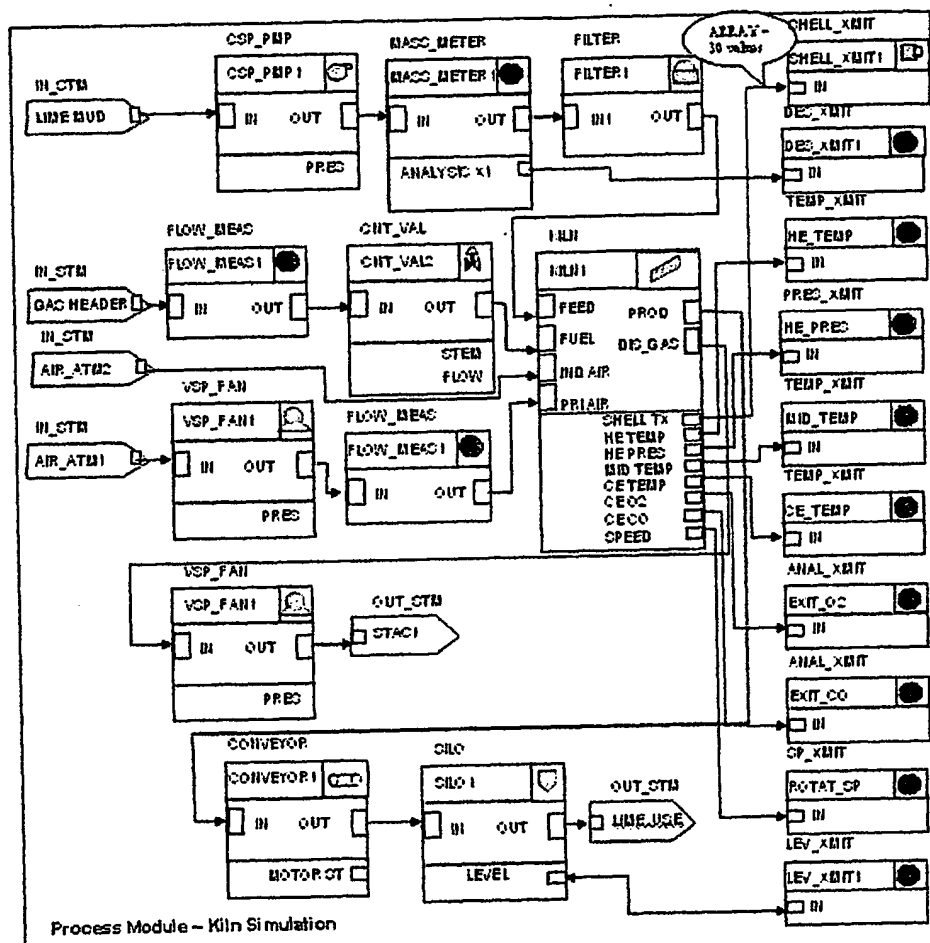 CSP_PMP
MASS_METER
FILTER
SHELL_XMIT
ARRAY -
30 values
IN_STM
CSP_PMP1
MASS_METER1
FILTER1
SHELL_XMIT1
LIME MUD
IN OUT
IN OUT
IN1 OUT
IN
DES_XMIT
PRES
ANALYSIS X1
DES_XMIT1
IN
TEMP_XMIT
FLOW_MEAS
CNT_VAL
KILN
HE_TEMP
IN_STM
FLOW_MEAS1
CNT_VAL2
KILN1
IN
GAS HEADER
IN OUT
IN OUT
FEED
PROD
PRES_XMIT
FUEL
DIS_GAS
HE_PRES
IN_STM
STEM
IN
AIR_ATM2
FLOW
IND AIR
TEMP_XMIT
VSP_FAN
PRI AIR
IN_STM
VSP_FAN1
FLOW_MEAS
SHELL TX
MID_TEMP
AIR_ATM1
IN OUT
FLOW_MEAS1
HE TEMP
IN
HE PRES
MID TEMP
TEMP_XMIT
PRES
IN OUT
CE TEMP
CE_TEMP
CE O2
CE CO
IN
SPEED
ANAL_XMIT
VSP_FAN
VSP_FAN1
OUT_STM
EXIT_O2
IN OUT
STAC1
IN
ANAL_XMIT
PRES
EXIT_CO
IN
CONVEYOR
SILO
SP_XMIT
CONVEYOR1
SILO1
OUT_STM
ROTAT_SP
IN OUT
IN OUT
LIME USE
IN
LEV_XMIT
MOTOR ST
LEVEL
LEV_XMIT1
IN
Process Module – Kiln Simulation